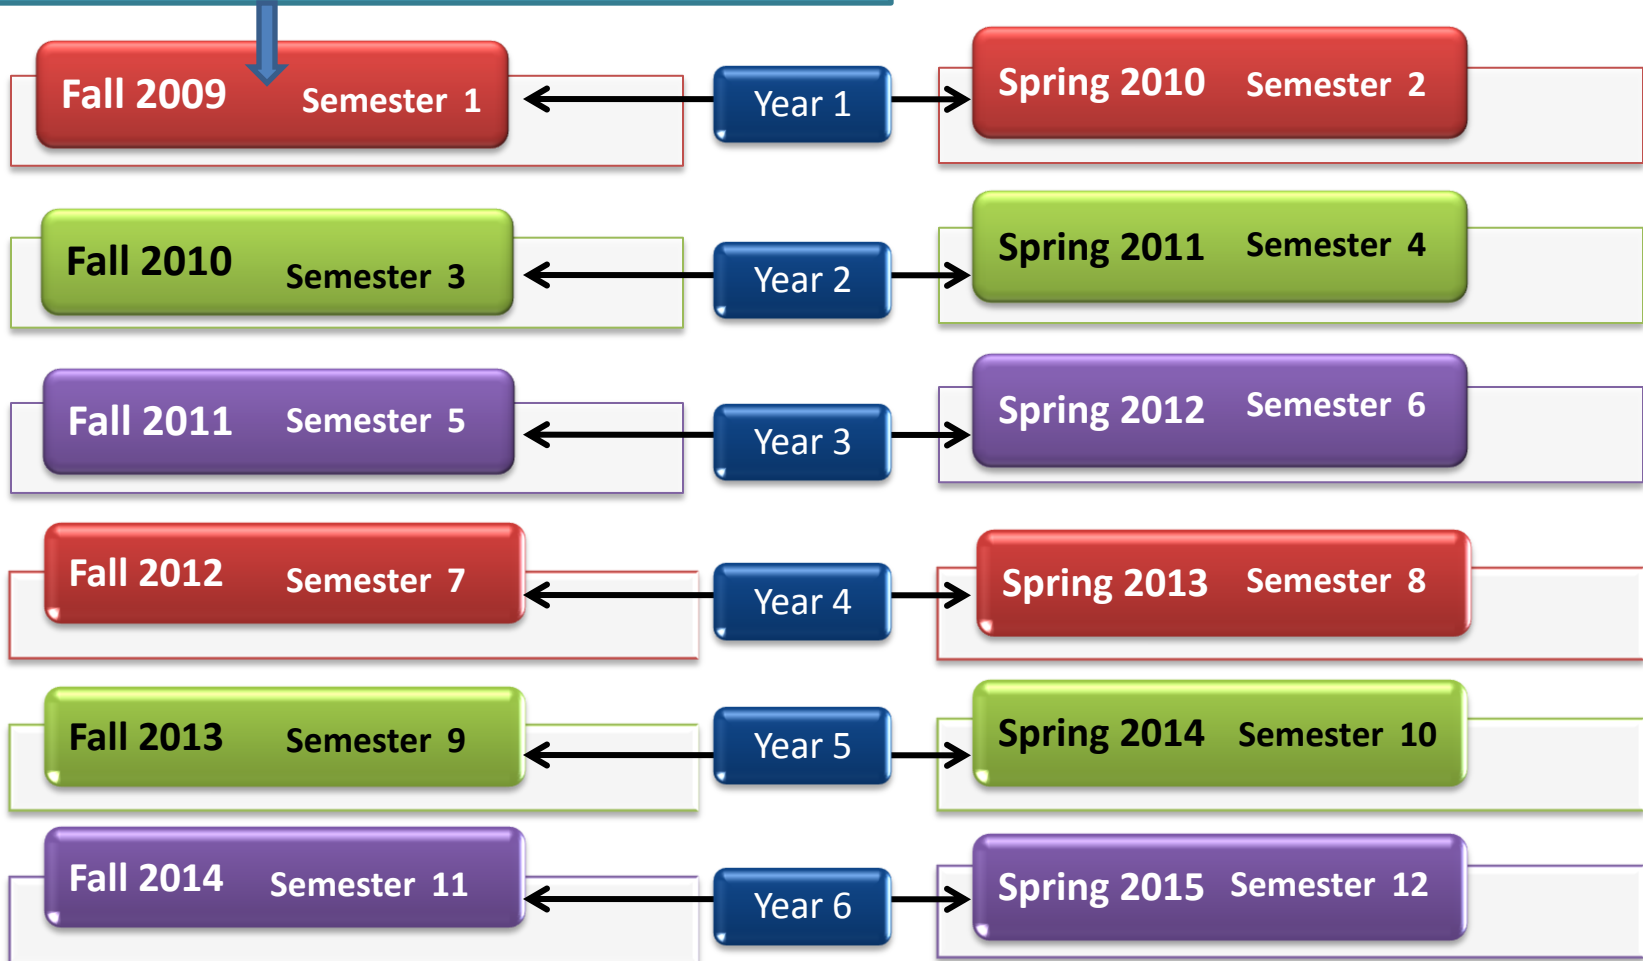 Fall 2009 Semester 1 Year 1 Spring 2010 Semester 2
Fall 2010 Semester 3 Year 2 Spring 2011 Semester 4
Fall 2011 Semester 5 Year 3 Spring 2012 Semester 6
Fall 2012 Semester 7 Year 4 Spring 2013 Semester 8
Fall 2013 Semester 9 Year 5 Spring 2014 Semester 10
Fall 2014 Semester 11 Year 6 Spring 2015 Semester 12